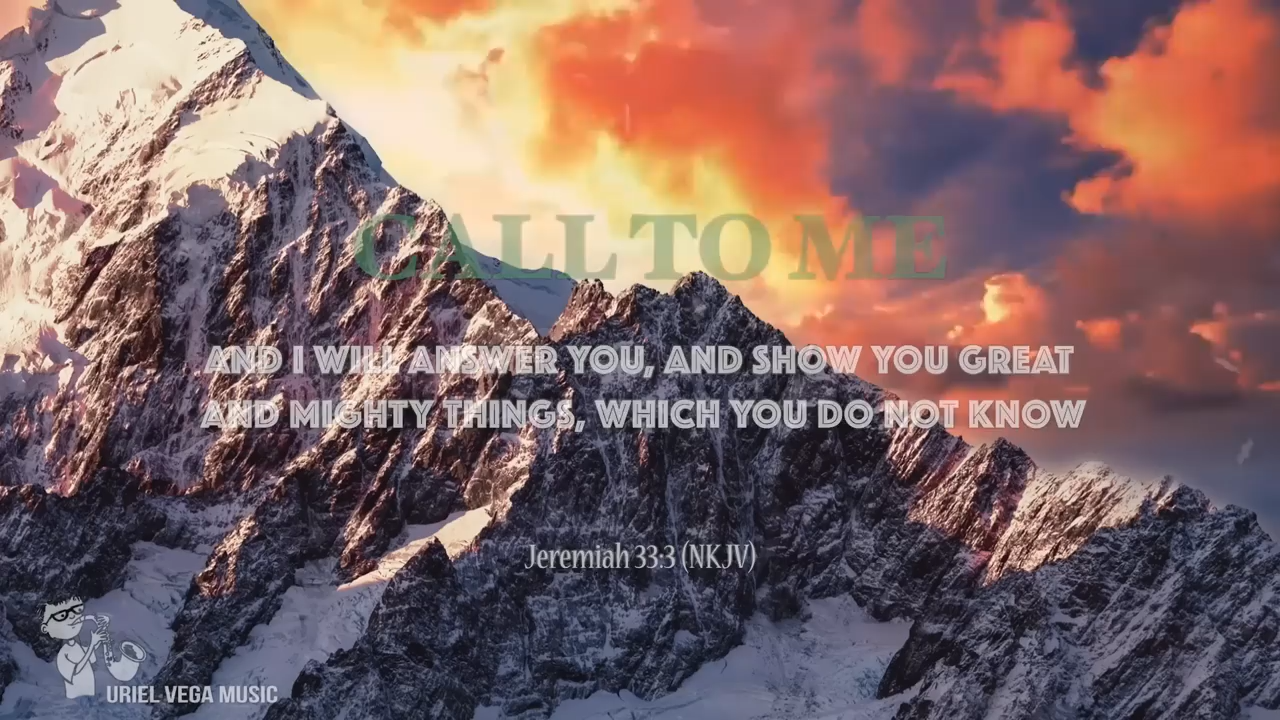 CALL TO ME
AND I WILL ANSWER YOU, AND SHOW YOU GREAT
AND MIGHTY THINGS, WHICH YOU DO NOT KNOW
Jeremiah 33:3 (NKJV)
URIEL VEGA MUSIC